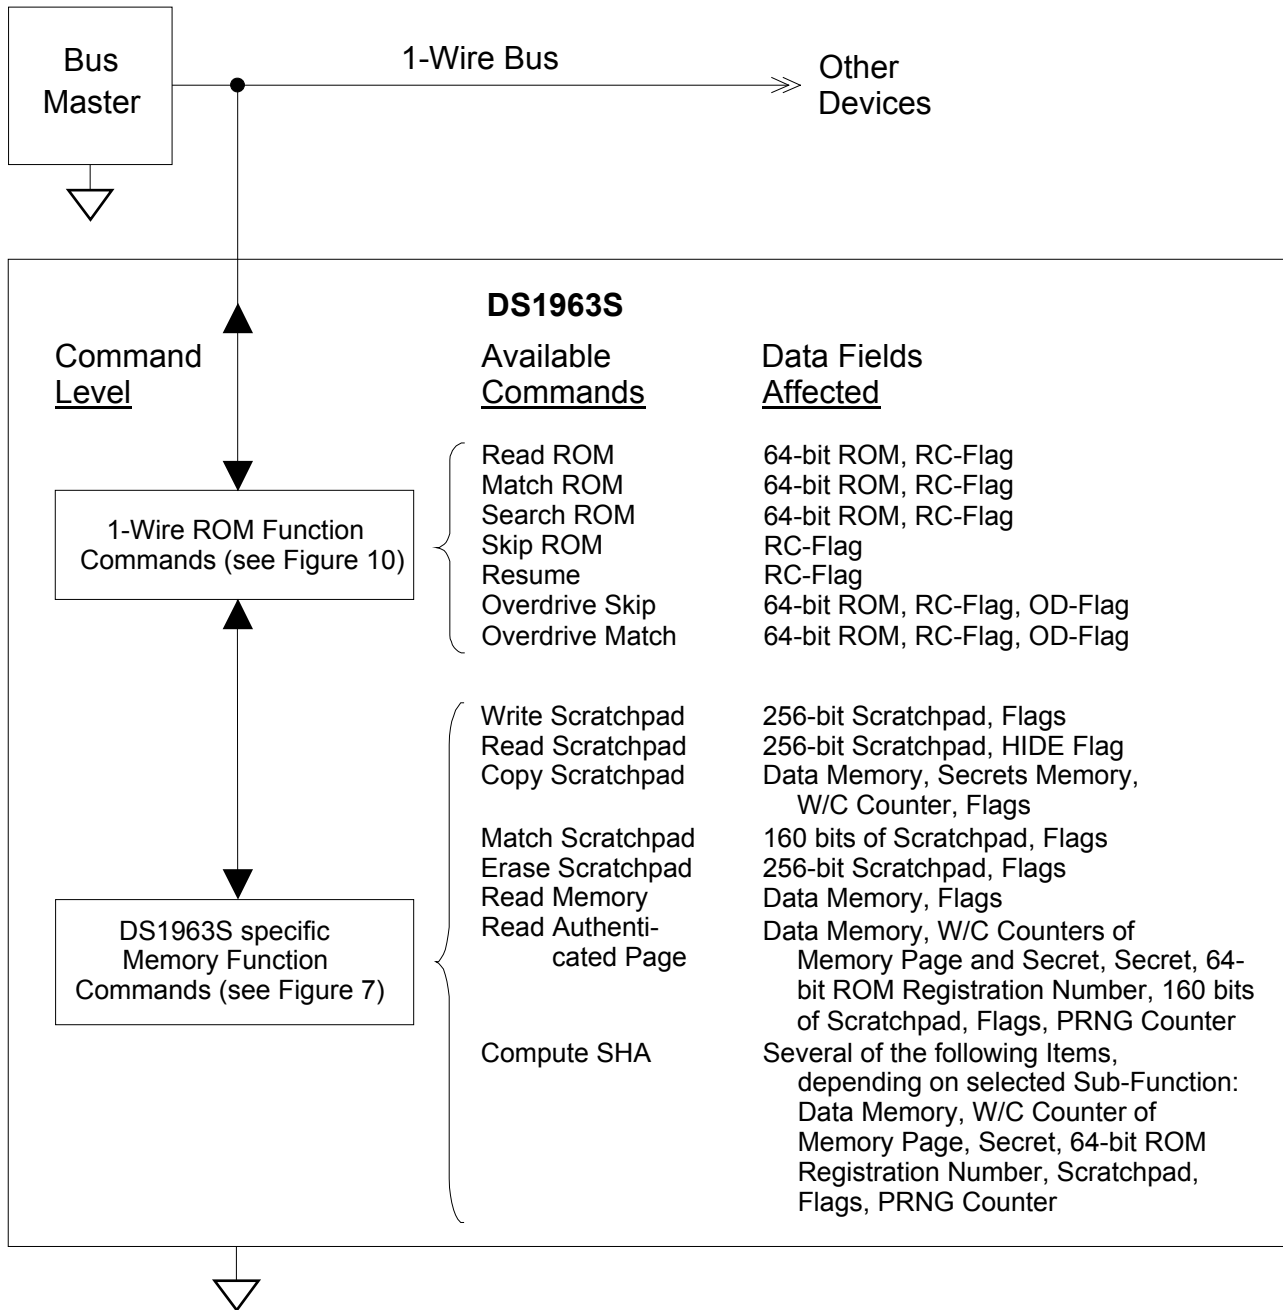 Bus
Master
1-Wire Bus
Other
Devices
DS1963S
Command
Level
Available
Commands
Data Fields
Affected
1-Wire ROM Function
Commands (see Figure 10)
Read ROM 64-bit ROM, RC-Flag
Match ROM 64-bit ROM, RC-Flag
Search ROM 64-bit ROM, RC-Flag
Skip ROM RC-Flag
Resume RC-Flag
Overdrive Skip 64-bit ROM, RC-Flag, OD-Flag
Overdrive Match 64-bit ROM, RC-Flag, OD-Flag
DS1963S specific
Memory Function
Commands (see Figure 7)
Write Scratchpad 256-bit Scratchpad, Flags
Read Scratchpad 256-bit Scratchpad, HIDE Flag
Copy Scratchpad Data Memory, Secrets Memory,
W/C Counter, Flags
Match Scratchpad 160 bits of Scratchpad, Flags
Erase Scratchpad 256-bit Scratchpad, Flags
Read Memory Data Memory, Flags
Read Authenti- Data Memory, W/C Counters of
cated Page Memory Page and Secret, Secret, 64-
bit ROM Registration Number, 160 bits
of Scratchpad, Flags, PRNG Counter
Compute SHA Several of the following Items,
depending on selected Sub-Function:
Data Memory, W/C Counter of
Memory Page, Secret, 64-bit ROM
Registration Number, Scratchpad,
Flags, PRNG Counter